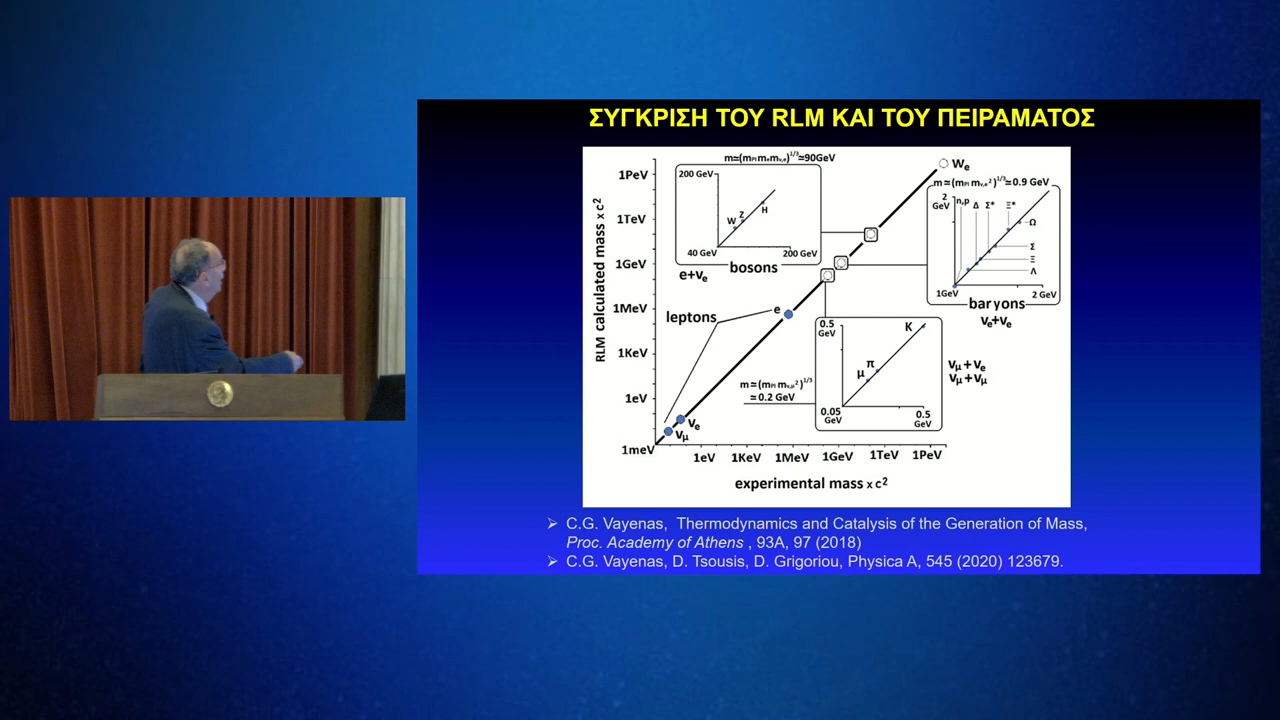 ΣΥΓΚΡΙΣΗ ΤΟΥ RLM ΚΑΙ ΤΟΥ ΠΕΙΡΑΜΑΤΟΣ
m≃(mPl me mν,e)^1/3≃90GeV
200 GeV
W
Z
H
40 GeV
200 GeV
e+νe
bosons
We
m≃(mPl mν,e²)^1/3≃0.9 GeV
2
GeV
n,p
Δ
Σ*
Ξ*
Ω
Σ
Ξ
Λ
1GeV
2 GeV
baryons
νe+νe
leptons
e
0.5
GeV
K
π
μ
0.05
GeV
0.5
GeV
νμ+νe
νμ+νμ
m≃(mPl mν,μ²)^1/3
≃0.2 GeV
νe
νμ
RLM calculated mass x c²
1PeV
1TeV
1GeV
1MeV
1KeV
1eV
1meV
1eV 1KeV 1MeV 1GeV 1TeV 1PeV
experimental mass x c²
➢ C.G. Vayenas, Thermodynamics and Catalysis of the Generation of Mass,
Proc. Academy of Athens , 93A, 97 (2018)
➢ C.G. Vayenas, D. Tsousis, D. Grigoriou, Physica A, 545 (2020) 123679.